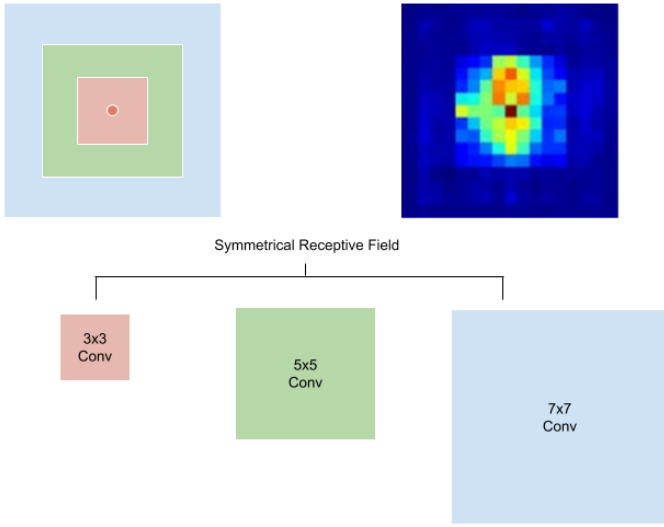 Symmetrical Receptive Field
3x3
Conv
5x5
Conv
7x7
Conv